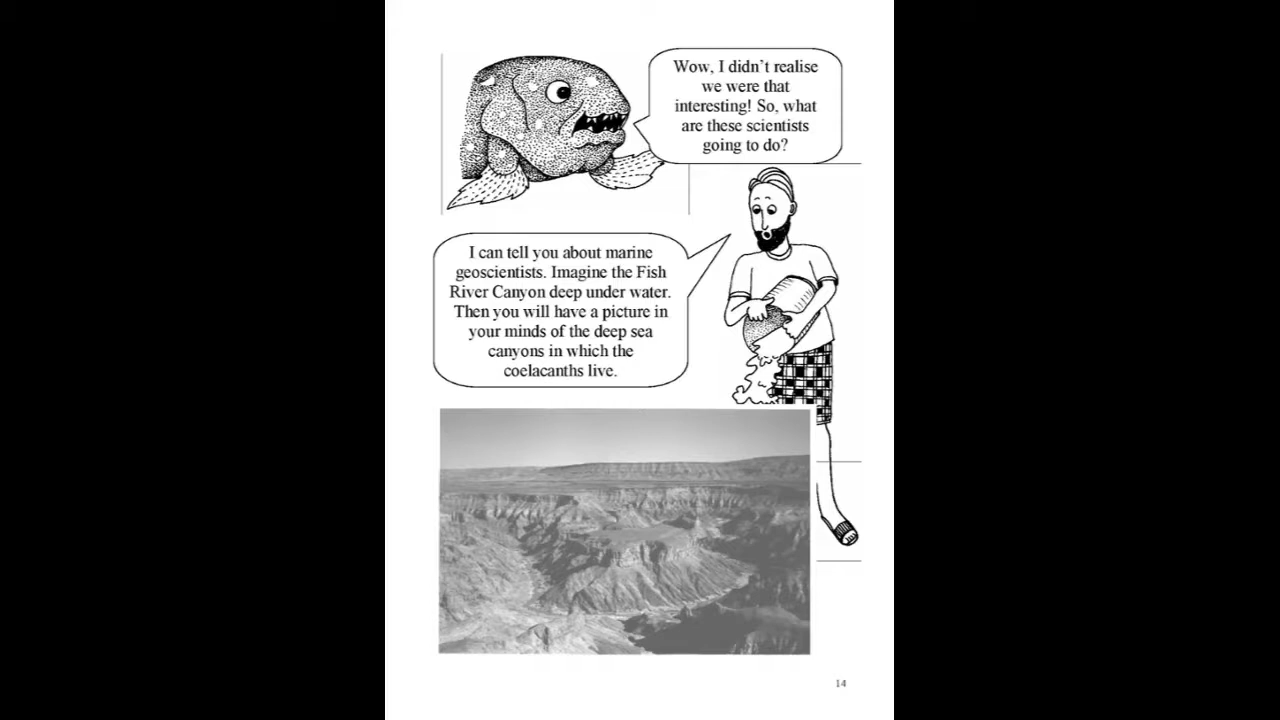 Wow, I didn't realise
we were that
interesting! So, what
are these scientists
going to do?
I can tell you about marine
geoscientists. Imagine the Fish
River Canyon deep under water.
Then you will have a picture in
your minds of the deep sea
canyons in which the
coelacanths live.
14